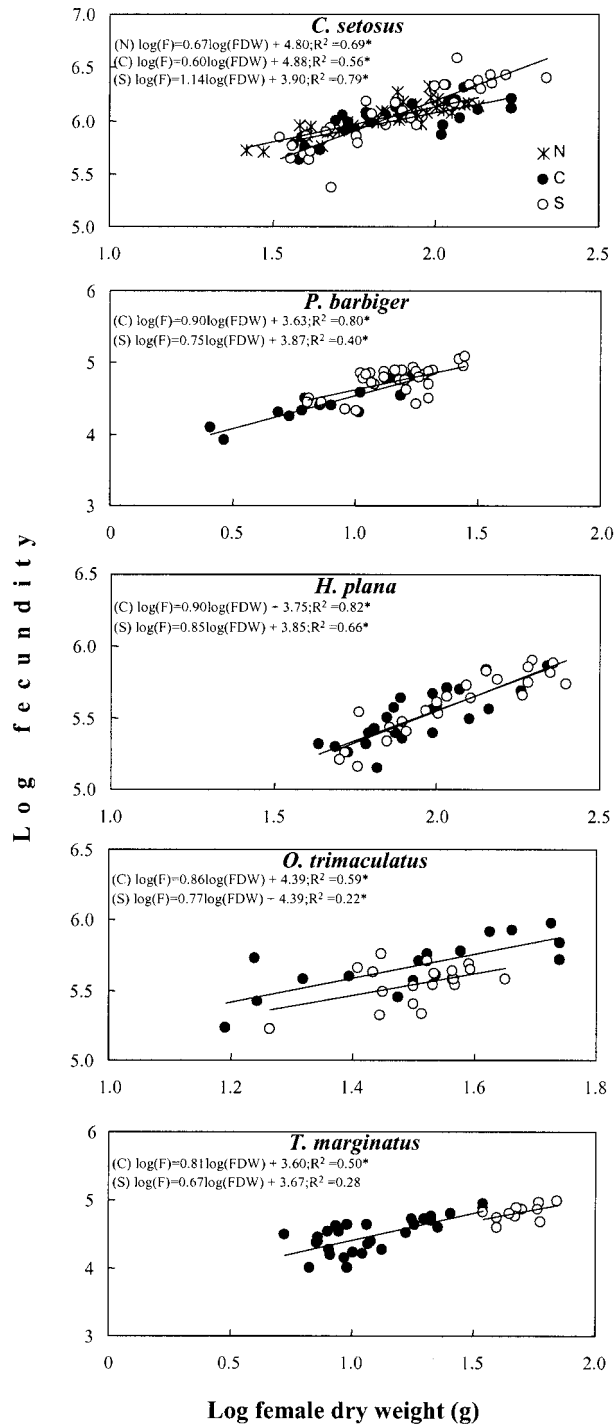 C. setosus
(N) log(F)=0.67log(FDW) + 4.80;R²=0.69*
(C) log(F)=0.60log(FDW) + 4.88;R²=0.56*
(S) log(F)=1.14log(FDW) + 3.90;R²=0.79*
7.0
6.5
6.0
5.5
5.0
N
C
S
1.0
1.5
2.0
2.5
P. barbiger
(C) log(F)=0.90log(FDW) + 3.63;R²=0.80*
(S) log(F)=0.75log(FDW) + 3.87;R²=0.40*
6
5
4
3
0
0.5
1.0
1.5
2.0
H. plana
(C) log(F)=0.90log(FDW) + 3.75;R²=0.82*
(S) log(F)=0.85log(FDW) + 3.85;R²=0.66*
6.5
6.0
5.5
5.0
1.0
1.5
2.0
2.5
O. trimaculatus
(C) log(F)=0.86log(FDW) + 4.39;R²=0.59*
(S) log(F)=0.77log(FDW) + 4.39;R²=0.22*
6.5
6.0
5.5
5.0
1.0
1.2
1.4
1.6
1.8
T. marginatus
(C) log(F)=0.81log(FDW) + 3.60;R²=0.50*
(S) log(F)=0.67log(FDW) + 3.67;R²=0.28
6
5
4
3
0
0.5
1.0
1.5
2.0
Log fecundity
Log female dry weight (g)